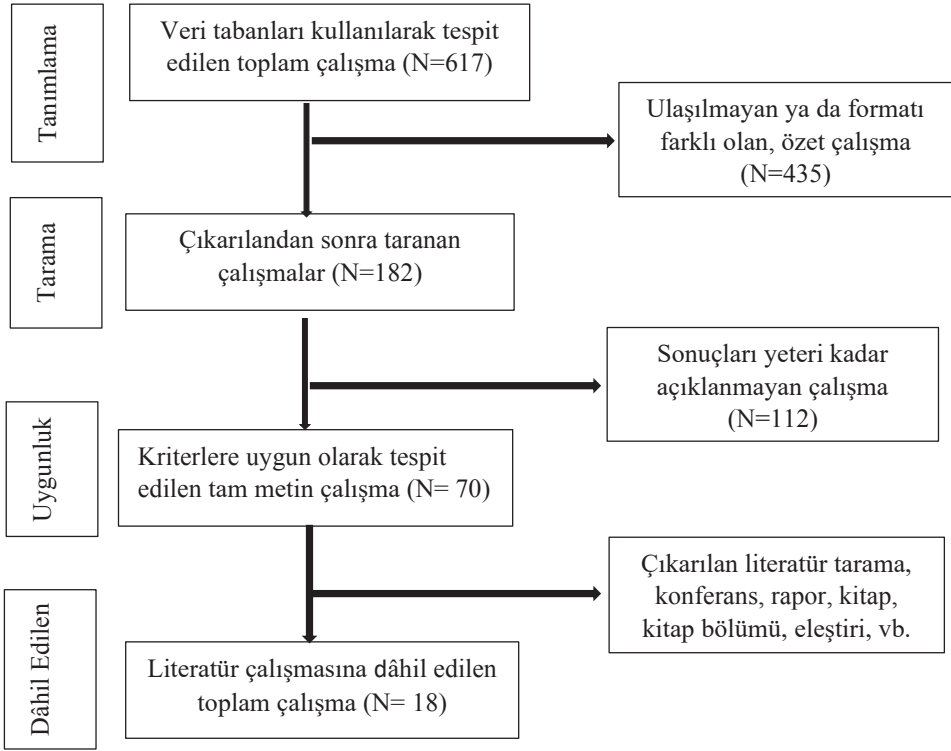 Tanımlama
Veri tabanları kullanılarak tespit
edilen toplam çalışma (N=617)
Ulaşılmayan ya da formatı
farklı olan, özet çalışma
(N=435)
Tarama
Çıkarılandan sonra taranan
çalışmalar (N=182)
Sonuçları yeteri kadar
açıklanmayan çalışma
(N=112)
Uygunluk
Kriterlere uygun olarak tespit
edilen tam metin çalışma (N= 70)
Çıkarılan literatür tarama,
konferans, rapor, kitap,
kitap bölümü, eleştiri, vb.
Dâhil Edilen
Literatür çalışmasına dâhil edilen
toplam çalışma (N= 18)